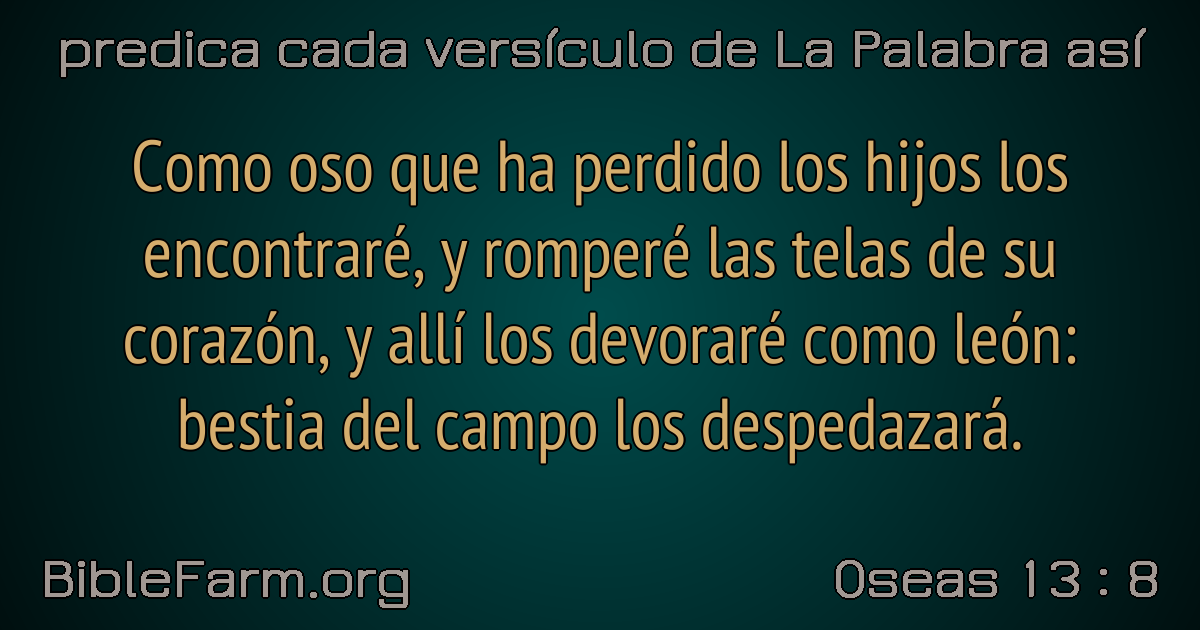 predica cada versículo de La Palabra así
Como oso que ha perdido los hijos los
encontraré, y romperé las telas de su
corazón, y allí los devoraré como león:
bestia del campo los despedazará.
BibleFarm.org
Oseas 13 : 8